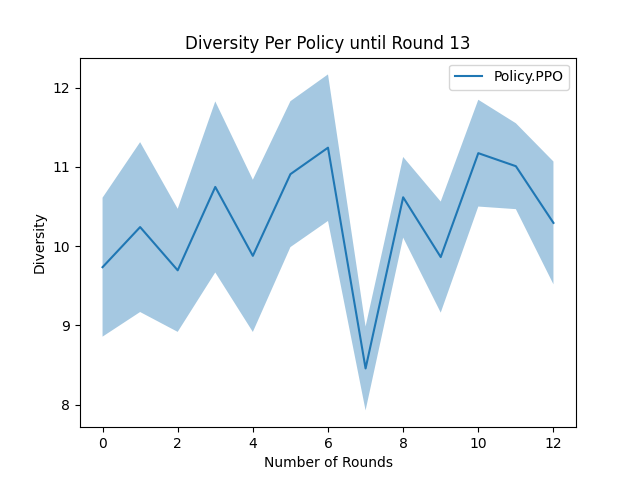 Diversity Per Policy until Round 13
Policy.PPO
12
11
10
9
8
Diversity
0 2 4 6 8 10 12
Number of Rounds